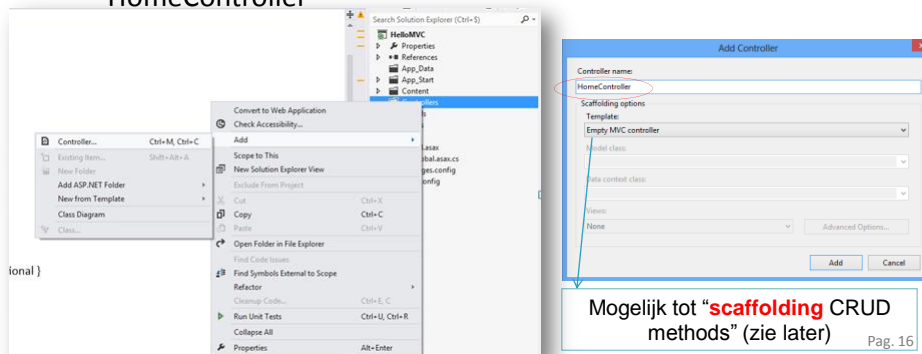 HomeController
Search Solution Explorer (Ctrl+$)
HelloMVC
Properties
References
App_Data
App_Start
Content
Convert to Web Application
Check Accessibility...
Add
Scope to This
New Solution Explorer View
Exclude From Project
Cut Ctrl+X
Copy Ctrl+C
Paste Ctrl+V
Open Folder in File Explorer
Find Code Issues
Find Symbols External to Scope
Refactor
Cleanup Code... Ctrl+E, C
Run Unit Tests Ctrl+U, Ctrl+R
Collapse All
Properties Alt+Enter
Controller... Ctrl+M, Ctrl+C
Existing Item... Shift+Alt+A
New Folder
Add ASP.NET Folder
New from Template
Class Diagram
Class...
ional }
Add Controller
Controller name:
HomeController
Scaffolding options
Template:
Empty MVC controller
Model class:
Data context class:
Views:
None
Advanced Options...
Add Cancel
Mogelijk tot “scaffolding CRUD
methods” (zie later)
Pag. 16